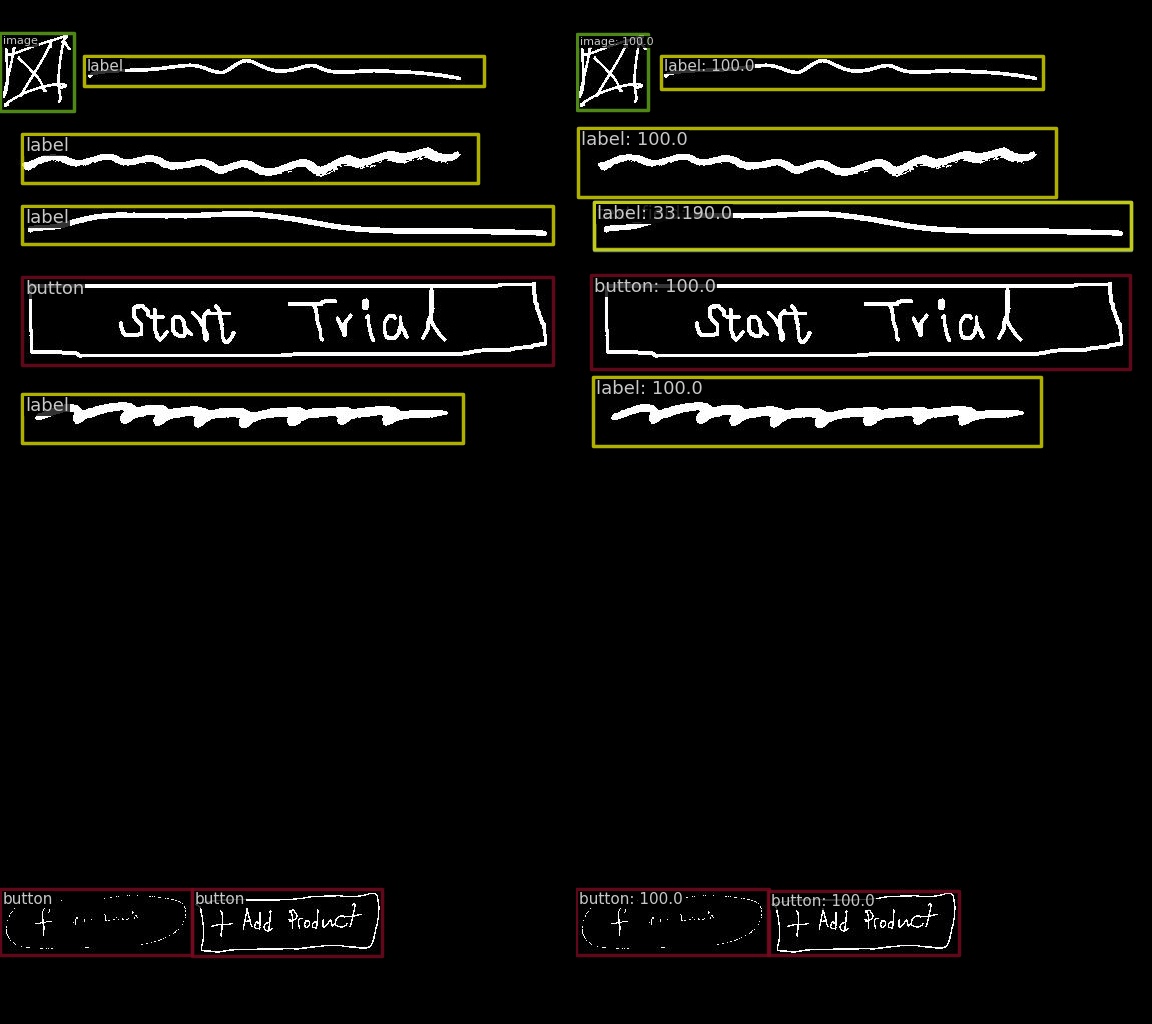 image image: 100.0
label label: 100.0
label label: 100.0
label label: 33.190.0
button button: 100.0
Start Trial Start Trial
label label: 100.0
button button button: 100.0 button: 100.0
+ Add Product + Add Product